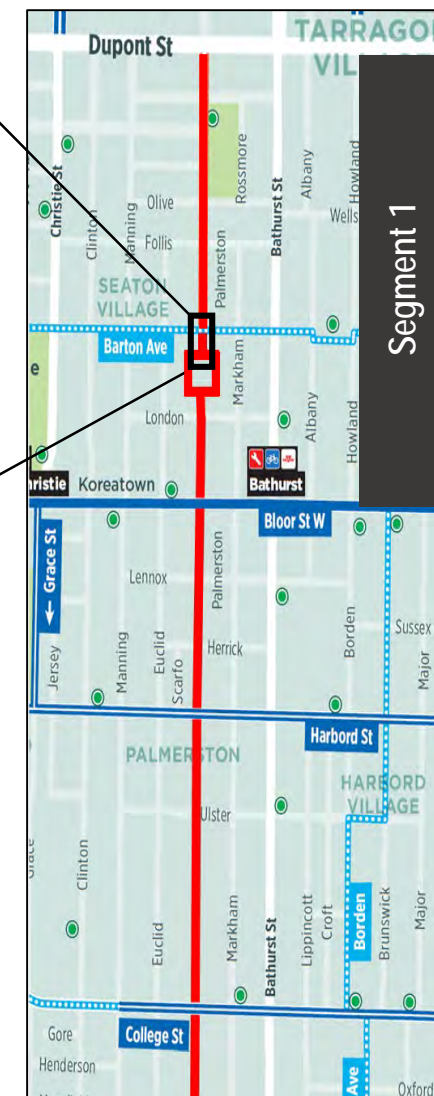 TARRAGO
Dupont St
Segment 1
Rossmore
Albany
Howland
Christie St
Clinton
Manning
Olive
Bathurst St
Wells
Follis
Palmerston
SEATON
VILLAGE
Barton Ave
e
Markham
London
Albany
Howland
hristie
Koreatown
Bathurst
Bloor St W
← Grace St
Lennox
Palmerston
Jersey
Manning
Euclid
Scarfo
Herrick
Borden
Sussex
Major
Harbord St
PALMERSTON
HARBORD
VILLAGE
Ulster
Clinton
Euclid
Markham
Bathurst St
Lippincott
Croft
Borden
Brunswick
Major
Gore
College St
Henderson
Ave
Oxford